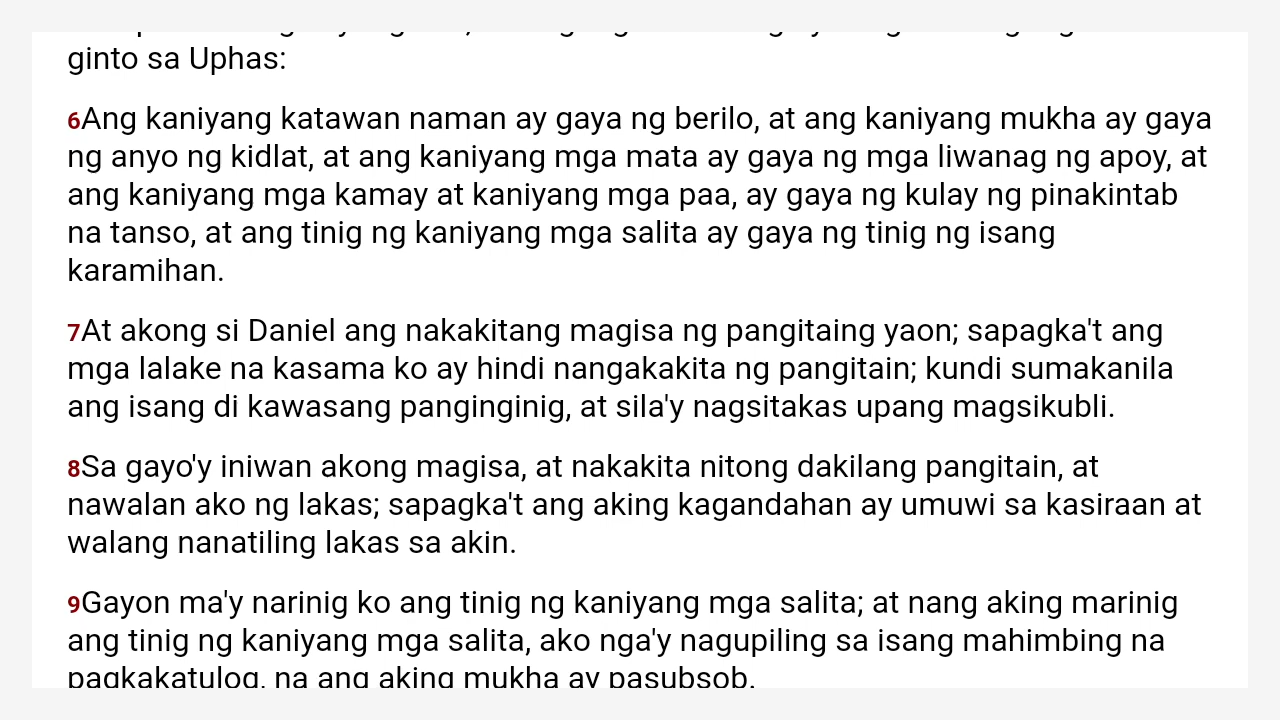 ginto sa Uphas:
6Ang kaniyang katawan naman ay gaya ng berilo, at ang kaniyang mukha ay gaya
ng anyo ng kidlat, at ang kaniyang mga mata ay gaya ng mga liwanag ng apoy, at
ang kaniyang mga kamay at kaniyang mga paa, ay gaya ng kulay ng pinakintab
na tanso, at ang tinig ng kaniyang mga salita ay gaya ng tinig ng isang
karamihan.
7At akong si Daniel ang nakakitang magisa ng pangitaing yaon; sapagka't ang
mga lalake na kasama ko ay hindi nangakakita ng pangitain; kundi sumakanila
ang isang di kawasang panginginig, at sila'y nagsitakas upang magsikubli.
8Sa gayo'y iniwan akong magisa, at nakakita nitong dakilang pangitain, at
nawalan ako ng lakas; sapagka't ang aking kagandahan ay umuwi sa kasiraan at
walang nanatiling lakas sa akin.
9Gayon ma'y narinig ko ang tinig ng kaniyang mga salita; at nang aking marinig
ang tinig ng kaniyang mga salita, ako nga'y nagupiling sa isang mahimbing na
pagkakatulog, na ang aking mukha ay pasubsob.